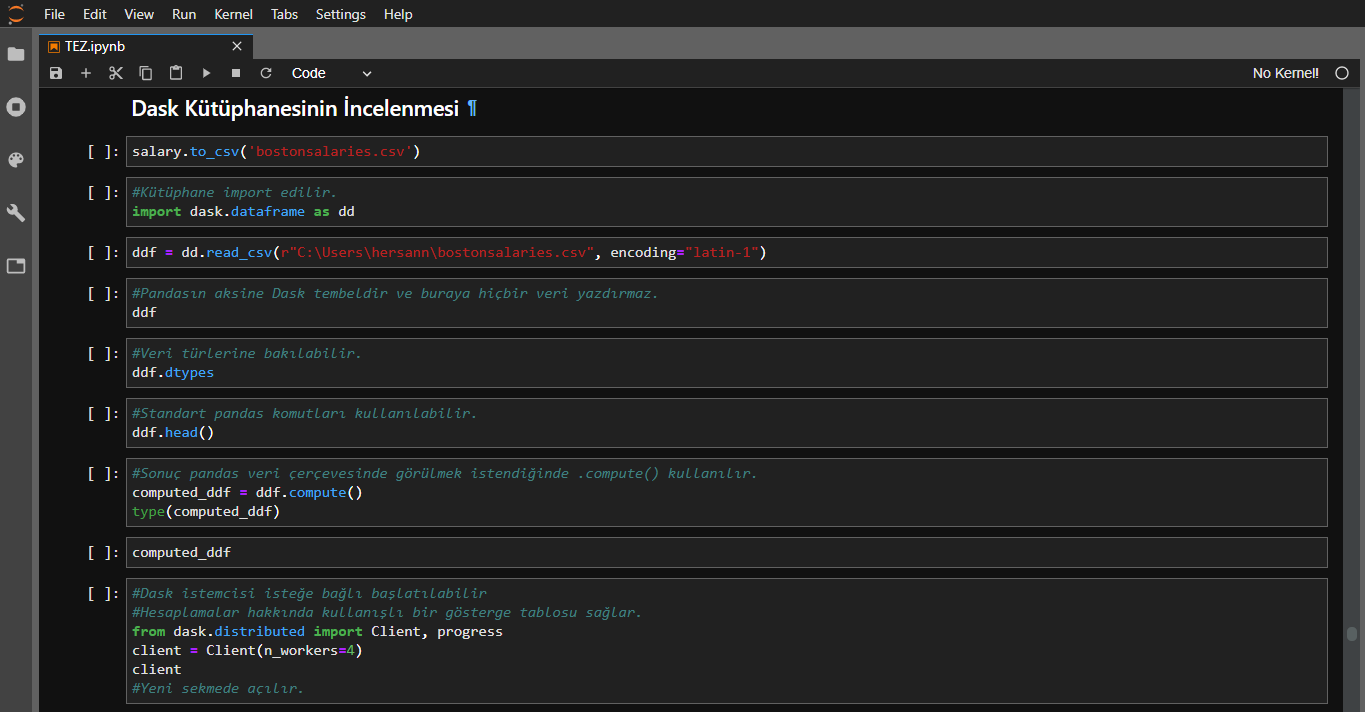 File Edit View Run Kernel Tabs Settings Help
TEZ.ipynb
Code No Kernel!
Dask Kütüphanesinin İncelenmesi ¶
[ ]: salary.to_csv('bostonsalaries.csv')
[ ]: #Kütüphane import edilir.
import dask.dataframe as dd
[ ]: ddf = dd.read_csv(r"C:\Users\hersann\bostonsalaries.csv", encoding="latin-1")
[ ]: #Pandasın aksine Dask tembeldir ve buraya hiçbir veri yazdırmaz.
ddf
[ ]: #Veri türlerine bakılabilir.
ddf.dtypes
[ ]: #Standart pandas komutları kullanılabilir.
ddf.head()
[ ]: #Sonuç pandas veri çerçevesinde görülmek istendiğinde .compute() kullanılır.
computed_ddf = ddf.compute()
type(computed_ddf)
[ ]: computed_ddf
[ ]: #Dask istemcisi isteğe bağlı başlatılabilir
#Hesaplamalar hakkında kullanışlı bir gösterge tablosu sağlar.
from dask.distributed import Client, progress
client = Client(n_workers=4)
client
#Yeni sekmede açılır.